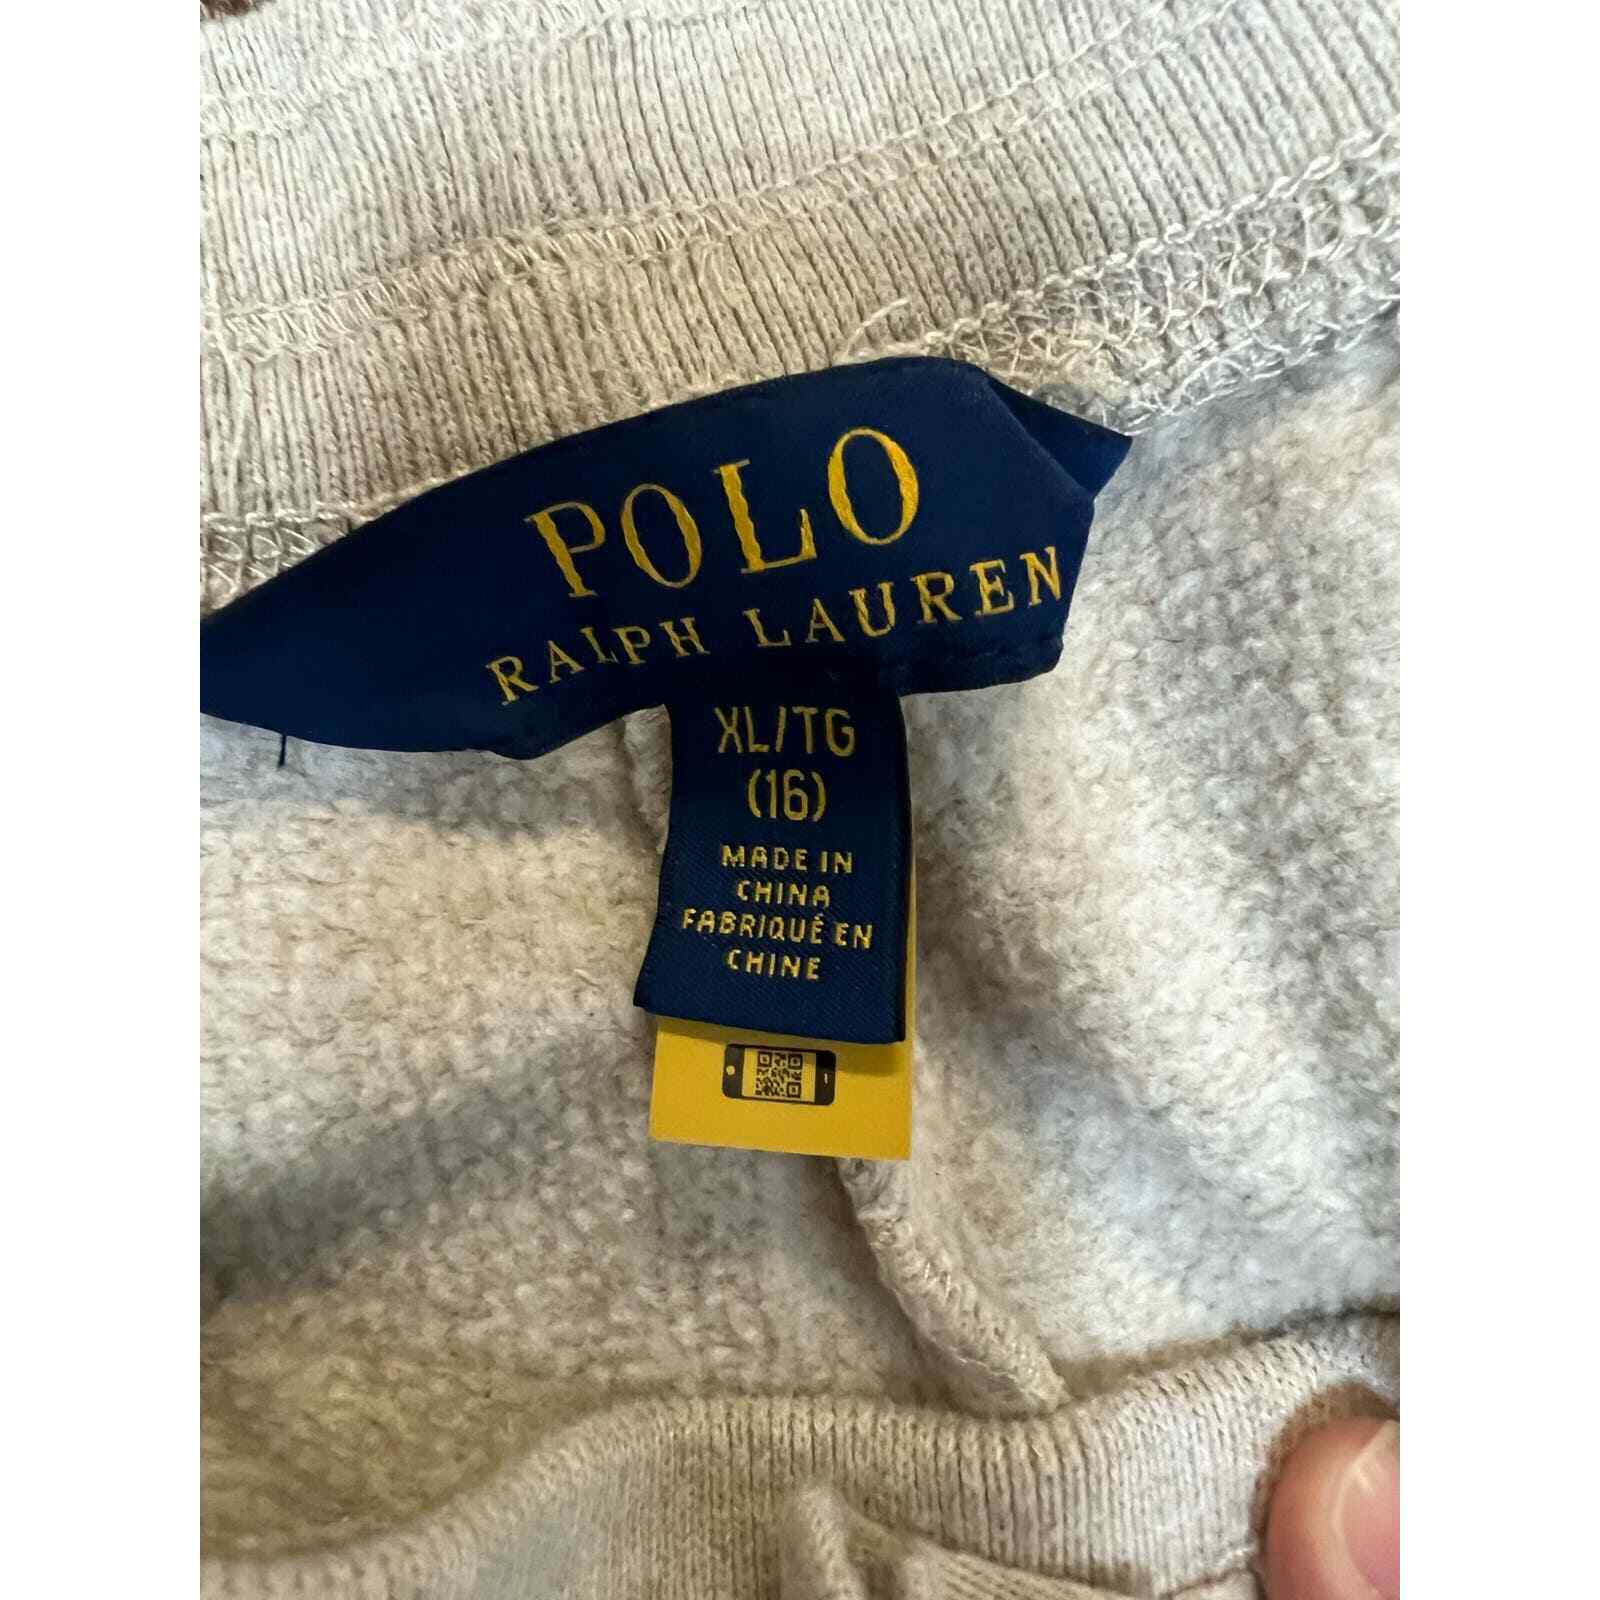 POLO
RALPH LAUREN
XL/TG
(16)
MADE IN
CHINA
FABRIQUÉ EN
CHINE